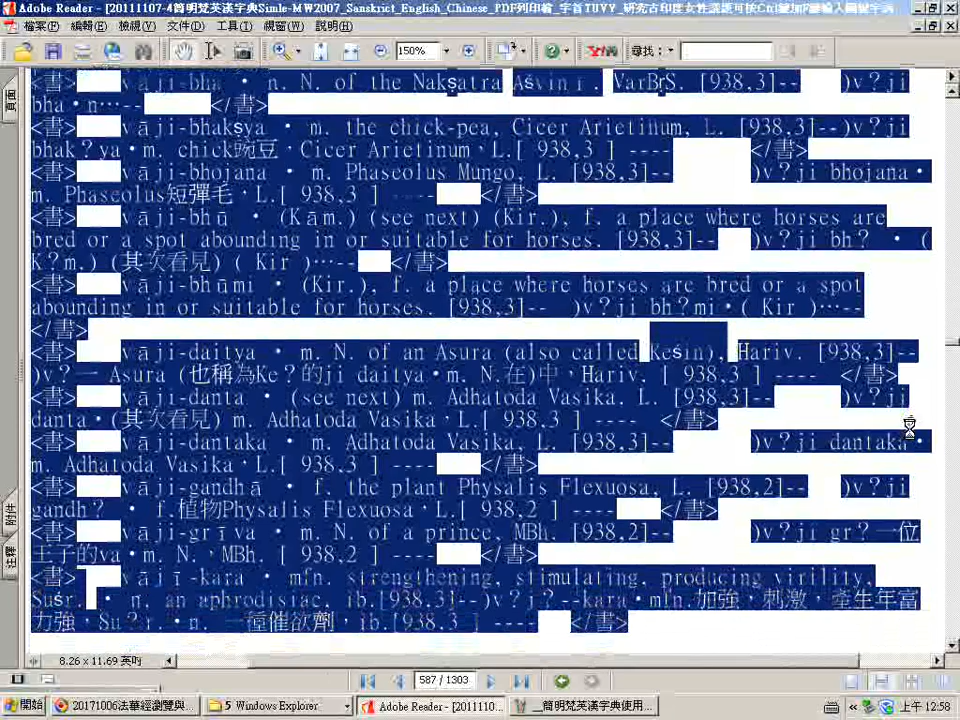 Adobe Reader - [20111107-4簡明梵英漢字典Simle-MW2007_Sanskrict_English_Chinese_PDF列印檔_字首TUVY_研究古印度女性課認可按Ctrl鍵加F鍵輸入關鍵字詞
檔案(F) 編輯(E) 檢視(V) 文件(D) 工具(T) 視窗(W) 說明(H)
150% 尋找：
<書> vāji-bha · n. N. of the Nakṣatra Aśvinī. VarBṛS. [938,3]-- )v？ji
bha·n…-- </書>
<書> vāji-bhakṣya · m. the chick-pea, Cicer Arietinum, L. [938,3]--)v？ji
bhak？ya·m. chick豌豆，Cicer Arietinum，L.[ 938,3 ] ---- </書>
<書> vāji-bhojana · m. Phaseolus Mungo, L. [938,3]-- )v？ji bhojana·
m. Phaseolus短彈毛，L.[ 938,3 ] ---- </書>
<書> vāji-bhū · (Kām.) (see next) (Kir.), f. a place where horses are
bred or a spot abounding in or suitable for horses. [938,3]-- )v？ji bh？ ·（
K？m.) (其次看見) ( Kir )…-- </書>
<書> vāji-bhūmi · (Kir.), f. a place where horses are bred or a spot
abounding in or suitable for horses. [938,3]-- )v？ji bh？mi·( Kir )…--
</書>
<書> vāji-daitya · m. N. of an Asura (also called Keśin), Hariv. [938,3]--
)v？一 Asura (也稱為Ke？的ji daitya·m. N.在)中，Hariv. [ 938,3 ] ---- </書>
<書> vāji-danta · (see next) m. Adhatoda Vasika. L. [938,3]-- )v？ji
danta·(其次看見) m. Adhatoda Vasika，L.[ 938,3 ] ---- </書>
<書> vāji-dantaka · m. Adhatoda Vasika, L. [938,3]-- )v？ji dantaka·
m. Adhatoda Vasika，L.[ 938,3 ] ---- </書>
<書> vāji-gandhā · f. the plant Physalis Flexuosa, L. [938,2]-- )v？ji
gandh？ · f.植物Physalis Flexuosa，L.[ 938,2 ] ---- </書>
<書> vāji-grīva · m. N. of a prince, MBh. [938,2]-- )v？ji gr？一位
王子的va·m. N.，MBh. [ 938,2 ] ---- </書>
<書> vājī-kara · mfn. strengthening, stimulating, producing virility,
Suśr. · n. an aphrodisiac, ib.[938,3]--)v？j？--kara·mfn.加強，刺激，產生年富
力強，Su？r.·n. 一種催欲劑，ib.[938,3 ] ---- </書>
頁面
附件
注釋
8.26 x 11.69 英吋
587 / 1303
開始 20171006法華經瀏覽與... 5 Windows Explorer Adobe Reader - [2011110... __簡明梵英漢字典使用... 上午 12:58